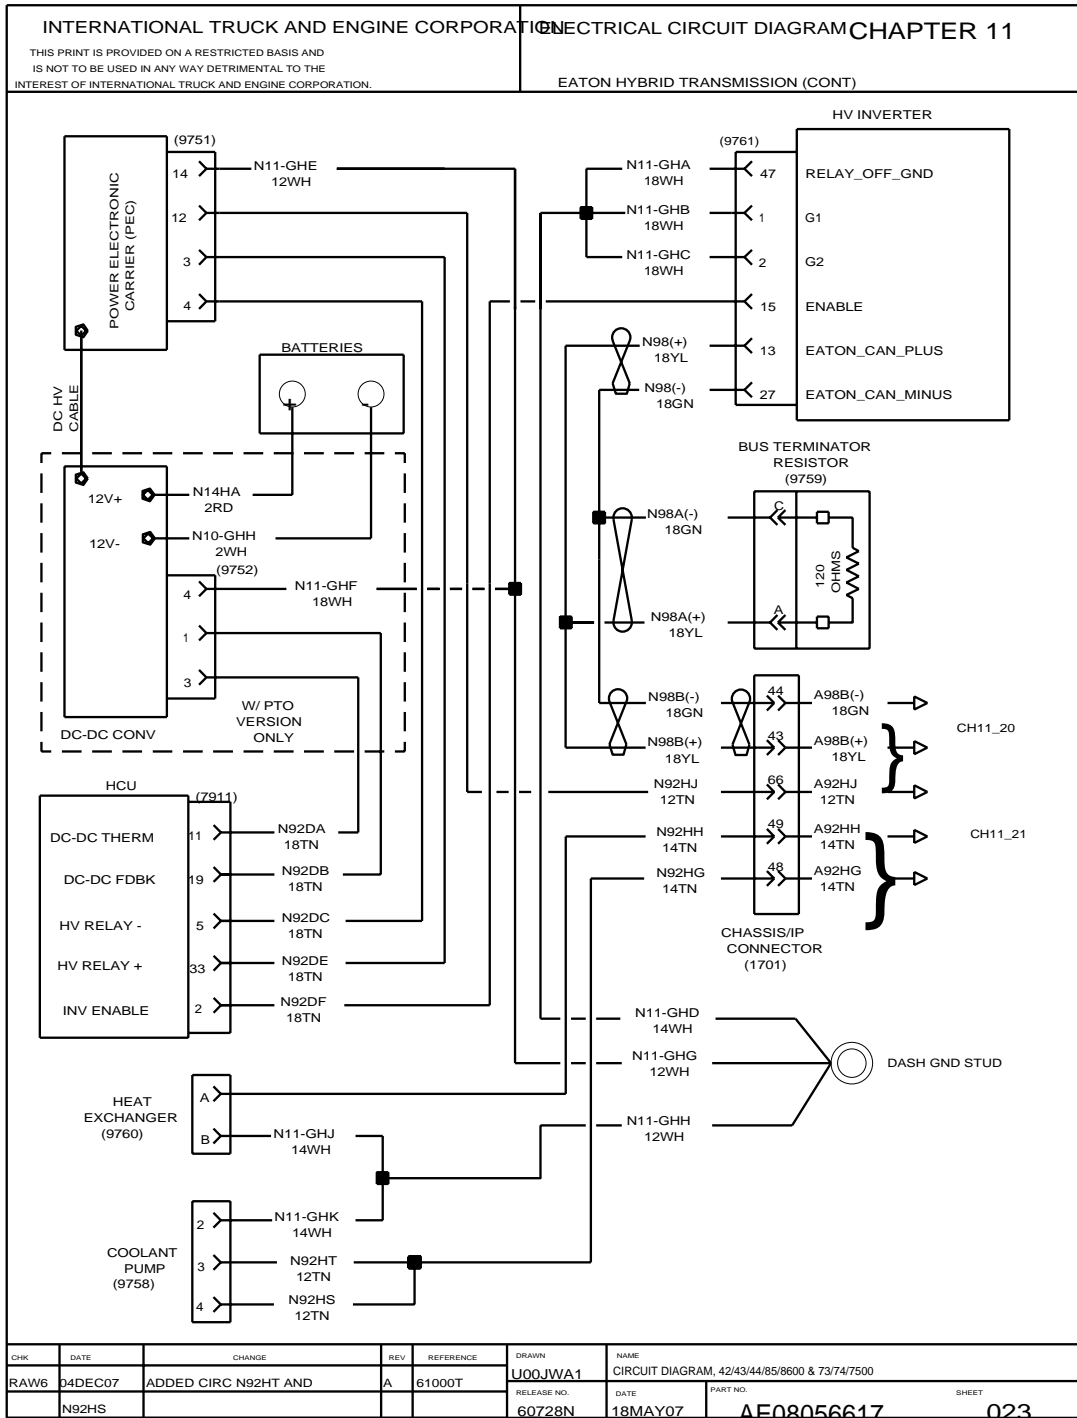 INTERNATIONAL TRUCK AND ENGINE CORPORATION
ELECTRICAL CIRCUIT DIAGRAM
CHAPTER 11
THIS PRINT IS PROVIDED ON A RESTRICTED BASIS AND
IS NOT TO BE USED IN ANY WAY DETRIMENTAL TO THE
INTEREST OF INTERNATIONAL TRUCK AND ENGINE CORPORATION.
EATON HYBRID TRANSMISSION (CONT)
POWER ELECTRONIC
CARRIER (PEC)
(9751)
14
12
3
4
N11-GHE
12WH
HV INVERTER
(9761)
N11-GHA
18WH
47
RELAY_OFF_GND
N11-GHB
18WH
1
G1
N11-GHC
18WH
2
G2
15
ENABLE
N98(+)
18YL
13
EATON_CAN_PLUS
N98(-)
18GN
27
EATON_CAN_MINUS
DC HV
CABLE
BATTERIES
+
-
12V+
N14HA
2RD
12V-
N10-GHH
2WH
(9752)
4
N11-GHF
18WH
1
3
W/ PTO
VERSION
ONLY
DC-DC CONV
BUS TERMINATOR
RESISTOR
(9759)
N98A(-)
18GN
C
120
OHMS
N98A(+)
18YL
A
N98B(-)
18GN
44
A98B(-)
18GN
N98B(+)
18YL
43
A98B(+)
18YL
CH11_20
N92HJ
12TN
66
A92HJ
12TN
N92HH
14TN
49
A92HH
14TN
CH11_21
N92HG
14TN
48
A92HG
14TN
CHASSIS/IP
CONNECTOR
(1701)
HCU
(7911)
DC-DC THERM
11
N92DA
18TN
DC-DC FDBK
19
N92DB
18TN
HV RELAY -
5
N92DC
18TN
HV RELAY +
33
N92DE
18TN
INV ENABLE
2
N92DF
18TN
N11-GHD
14WH
N11-GHG
12WH
DASH GND STUD
N11-GHH
12WH
HEAT
EXCHANGER
(9760)
A
B
N11-GHJ
14WH
COOLANT
PUMP
(9758)
2
N11-GHK
14WH
3
N92HT
12TN
4
N92HS
12TN
CHK
DATE
CHANGE
REV
REFERENCE
DRAWN
NAME
RAW6
04DEC07
ADDED CIRC N92HT AND
A
61000T
U00JWA1
CIRCUIT DIAGRAM, 42/43/44/85/8600 & 73/74/7500
N92HS
RELEASE NO.
DATE
PART NO.
SHEET
60728N
18MAY07
AE08056617
023